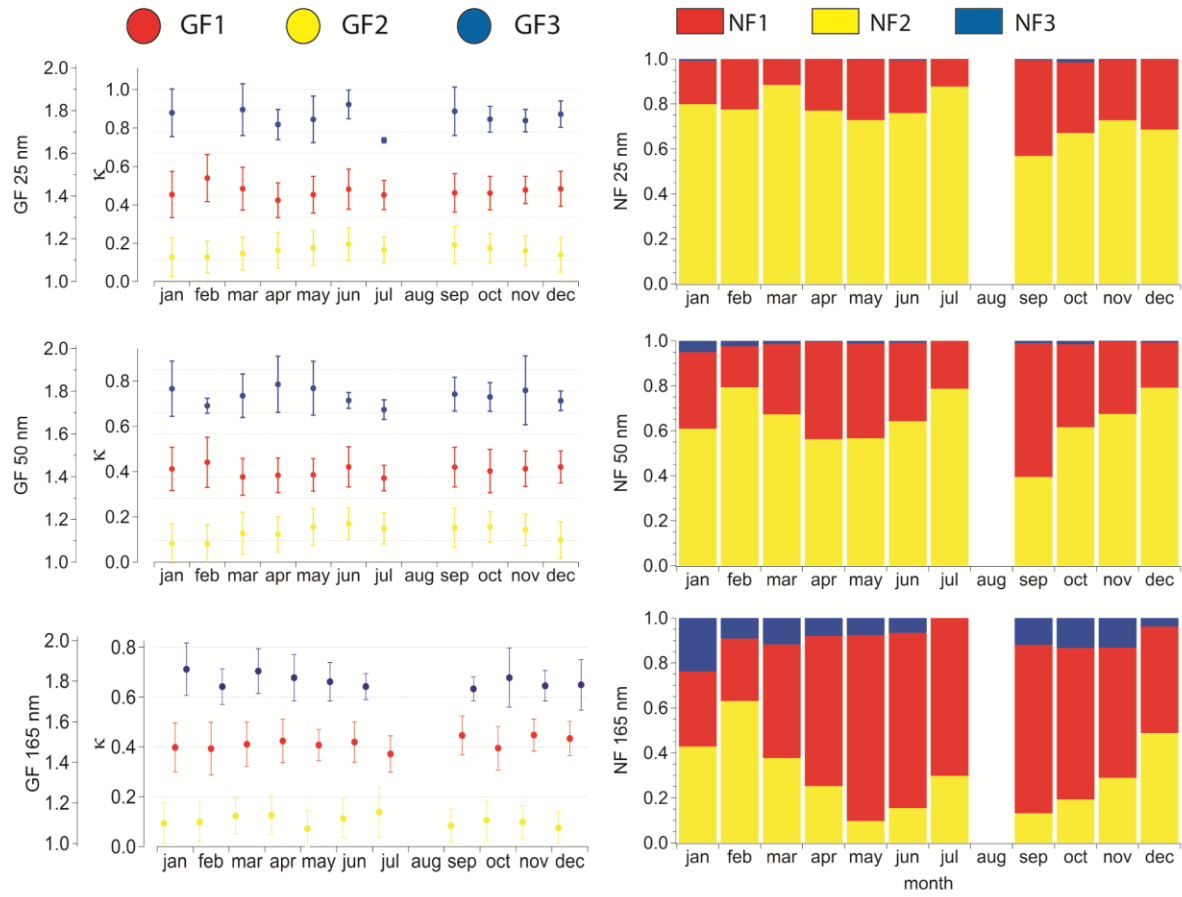 GF1 GF2 GF3
NF1 NF2 NF3
GF 25 nm
2.0
1.8
1.6
1.4
1.2
1.0
κ
1.0
0.8
0.6
0.4
0.2
0.0
jan feb mar apr may jun jul aug sep oct nov dec
NF 25 nm
1.0
0.8
0.6
0.4
0.2
0.0
jan feb mar apr may jun jul aug sep oct nov dec
GF 50 nm
2.0
1.8
1.6
1.4
1.2
1.0
κ
0.8
0.6
0.4
0.2
0.0
jan feb mar apr may jun jul aug sep oct nov dec
NF 50 nm
1.0
0.8
0.6
0.4
0.2
0.0
jan feb mar apr may jun jul aug sep oct nov dec
GF 165 nm
2.0
1.8
1.6
1.4
1.2
1.0
κ
0.8
0.6
0.4
0.2
0.0
jan feb mar apr may jun jul aug sep oct nov dec
NF 165 nm
1.0
0.8
0.6
0.4
0.2
0.0
jan feb mar apr may jun jul aug sep oct nov dec
month